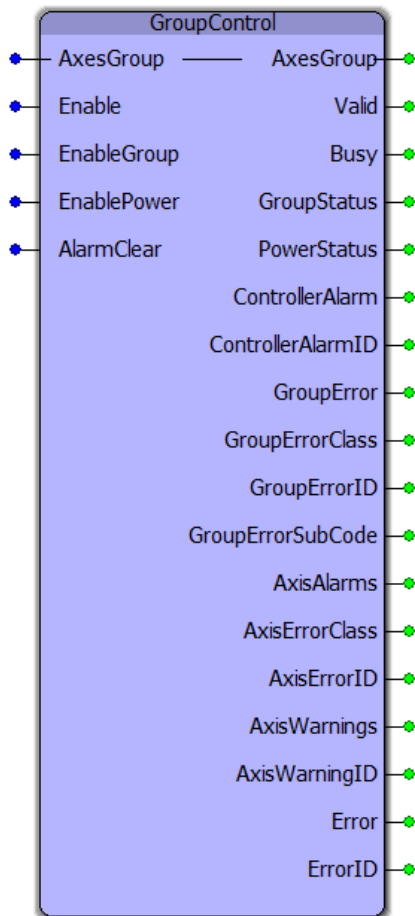 GroupControl
AxesGroup AxesGroup
Enable Valid
EnableGroup Busy
EnablePower GroupStatus
AlarmClear PowerStatus
ControllerAlarm
ControllerAlarmID
GroupError
GroupErrorClass
GroupErrorID
GroupErrorSubCode
AxisAlarms
AxisErrorClass
AxisErrorID
AxisWarnings
AxisWarningID
Error
ErrorID